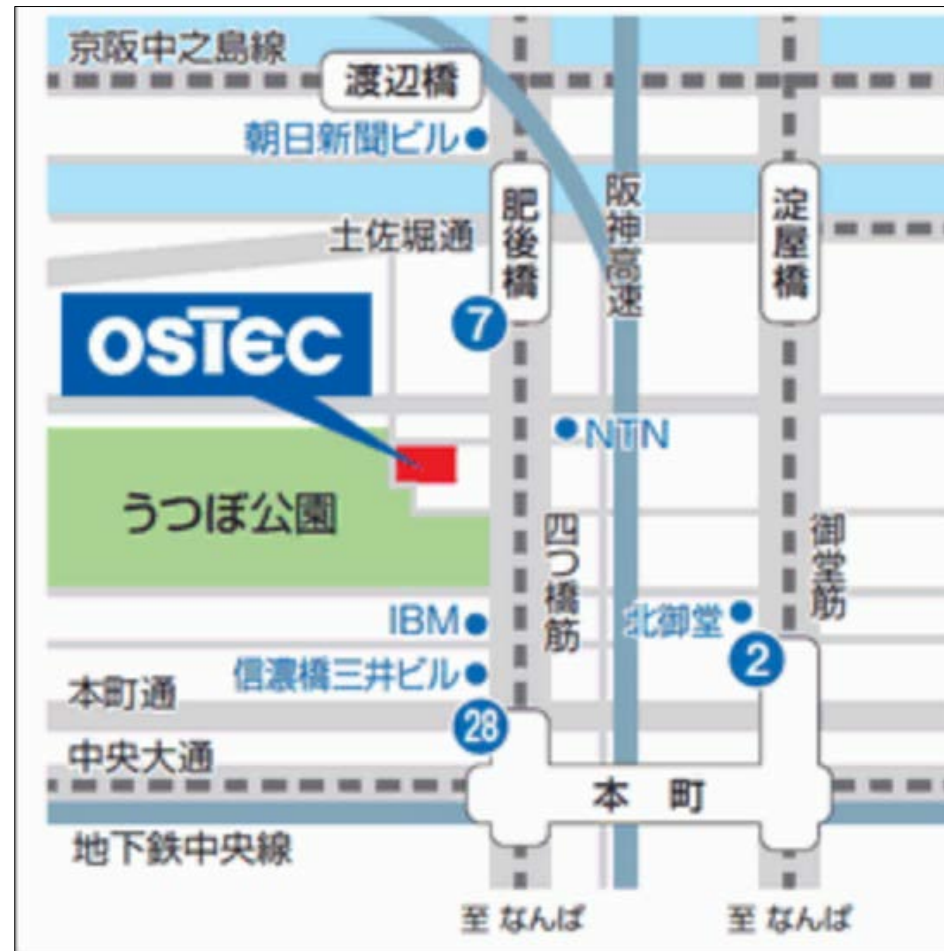 京阪中之島線
渡辺橋
朝日新聞ビル
肥後橋
阪神高速
淀屋橋
土佐堀通
7
OSTEC
NTN
うつぼ公園
四つ橋筋
御堂筋
IBM
北御堂
2
信濃橋三井ビル
本町通
28
中央大通
本町
地下鉄中央線
至 なんば
至 なんば